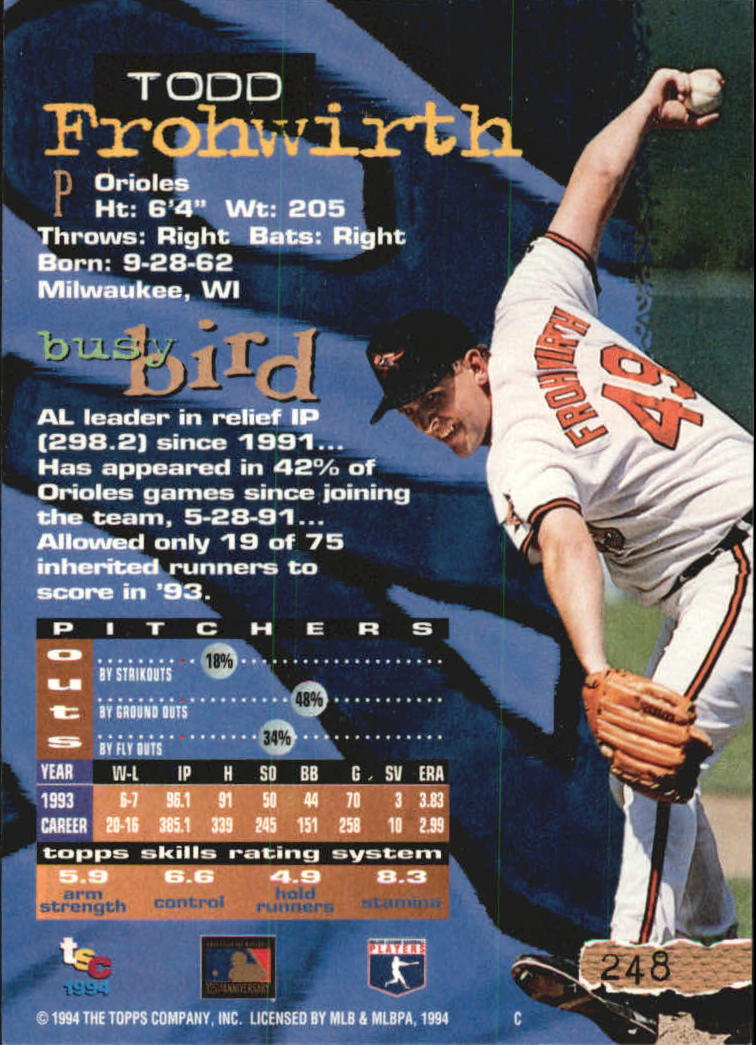 TODD
Frohwirth
P
Orioles
Ht: 6'4" Wt: 205
Throws: Right Bats: Right
Born: 9-28-62
Milwaukee, WI
busy bird
AL leader in relief IP
(298.2) since 1991...
Has appeared in 42% of
Orioles games since joining
the team, 5-28-91...
Allowed only 19 of 75
inherited runners to
score in '93.
PITCHERS
outs
18%
BY STRIKOUTS
48%
BY GROUND OUTS
34%
BY FLY OUTS
YEAR W-L IP H SO BB G SV ERA
1993 6-7 96.1 91 50 44 70 3 3.83
CAREER 20-16 385.1 339 245 151 258 10 2.99
topps skills rating system
5.9 6.6 4.9 8.3
arm strength control hold runners stamina
tsc
1994
ANNIVERSARY
MAJOR LEAGUE BASEBALL
PLAYERS
FROHWIRTH
49
248
© 1994 THE TOPPS COMPANY, INC. LICENSED BY MLB & MLBPA, 1994 C